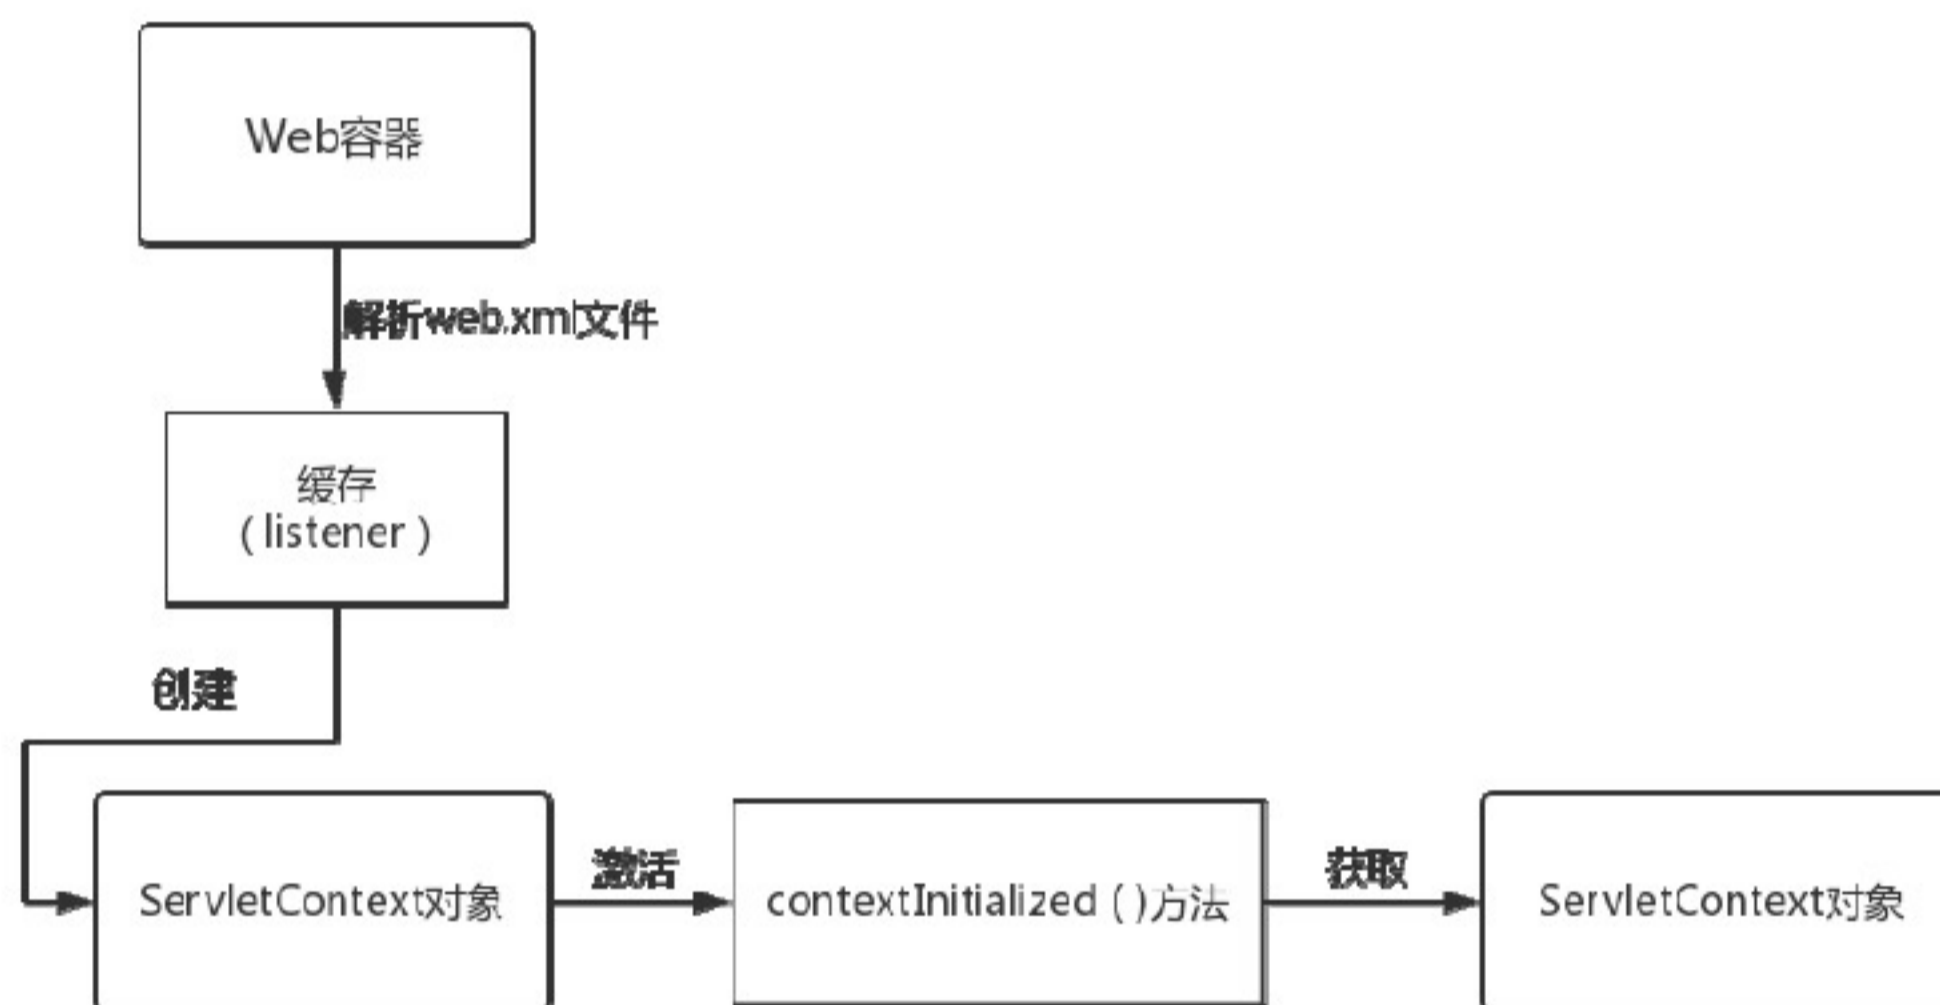 Web容器
解析web.xml文件
缓存
( listener )
创建
ServletContext对象
激活
contextInitialized ( )方法
获取
ServletContext对象